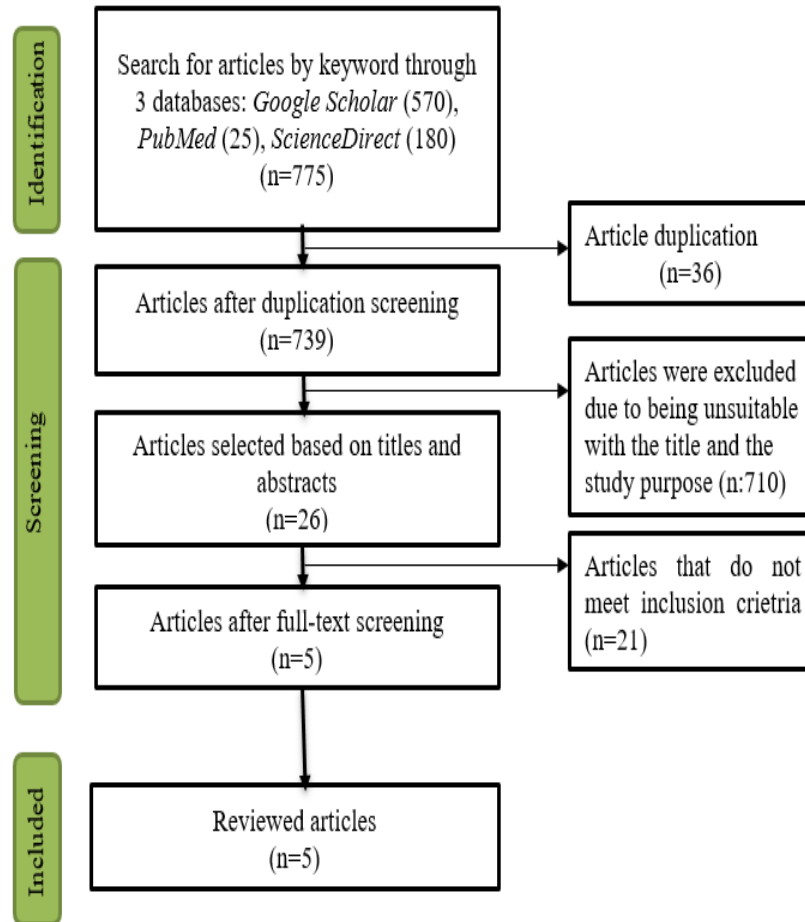 Identification
Search for articles by keyword through
3 databases: Google Scholar (570),
PubMed (25), ScienceDirect (180)
(n=775)
Article duplication
(n=36)
Screening
Articles after duplication screening
(n=739)
Articles were excluded
due to being unsuitable
with the title and the
study purpose (n:710)
Articles selected based on titles and
abstracts
(n=26)
Articles that do not
meet inclusion crietria
(n=21)
Articles after full-text screening
(n=5)
Included
Reviewed articles
(n=5)